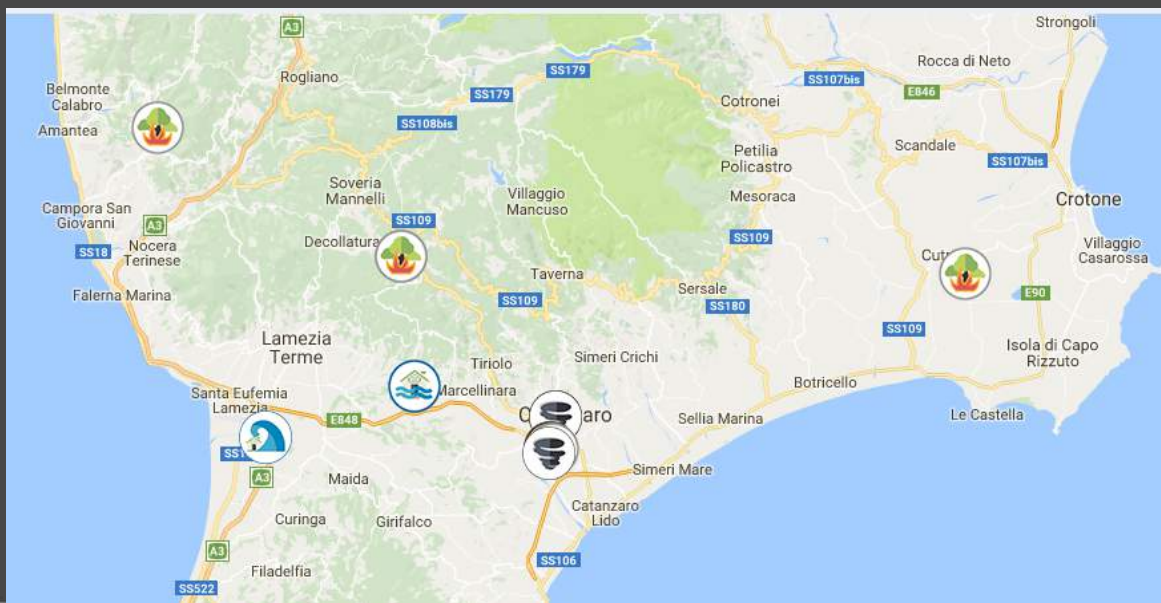 Strongoli
A3
Rogliano
SS179
Rocca di Neto
Belmonte
Calabro
SS179
SS107bis
E846
Cotronei
Amantea
SS108bis
Petilia
Policastro
Scandale
SS107bis
Soveria
Mannelli
Villaggio
Mancuso
Mesoraca
Crotone
Campora San
Giovanni
A3
SS109
SS18
Nocera
Terinese
Decollatura
SS109
Villaggio
Casarossa
Taverna
Sersale
Falerna Marina
SS109
SS180
E90
SS109
Lamezia
Terme
Tiriolo
Simeri Crichi
Isola di Capo
Rizzuto
Botricello
Santa Eufemia
Lamezia
Marcellinara
E848
Sellia Marina
Le Castella
Simeri Mare
A3
Maida
Catanzaro
Lido
Curinga
Girifalco
A3
SS106
Filadelfia
SS522